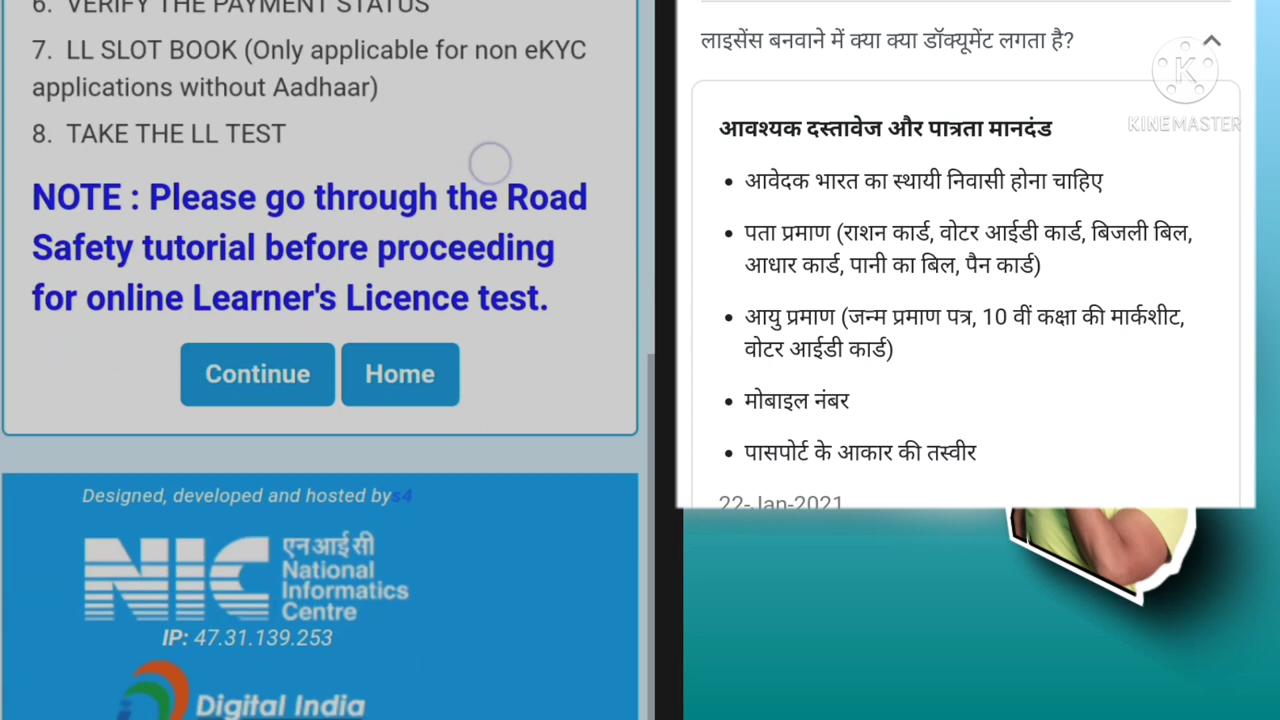 6. VERIFY THE PAYMENT STATUS
7. LL SLOT BOOK (Only applicable for non eKYC
applications without Aadhaar)
8. TAKE THE LL TEST
NOTE : Please go through the Road
Safety tutorial before proceeding
for online Learner's Licence test.
Continue
Home
Designed, developed and hosted bys4
NIC
एन आई सी
National
Informatics
Centre
IP: 47.31.139.253
Digital India
लाइसेंस बनवाने में क्या क्या डॉक्यूमेंट लगता है?
K
KINEMASTER
आवश्यक दस्तावेज और पात्रता मानदंड
• आवेदक भारत का स्थायी निवासी होना चाहिए
• पता प्रमाण (राशन कार्ड, वोटर आईडी कार्ड, बिजली बिल,
आधार कार्ड, पानी का बिल, पैन कार्ड)
• आयु प्रमाण (जन्म प्रमाण पत्र, 10 वीं कक्षा की मार्कशीट,
वोटर आईडी कार्ड)
• मोबाइल नंबर
• पासपोर्ट के आकार की तस्वीर
22-Jan-2021